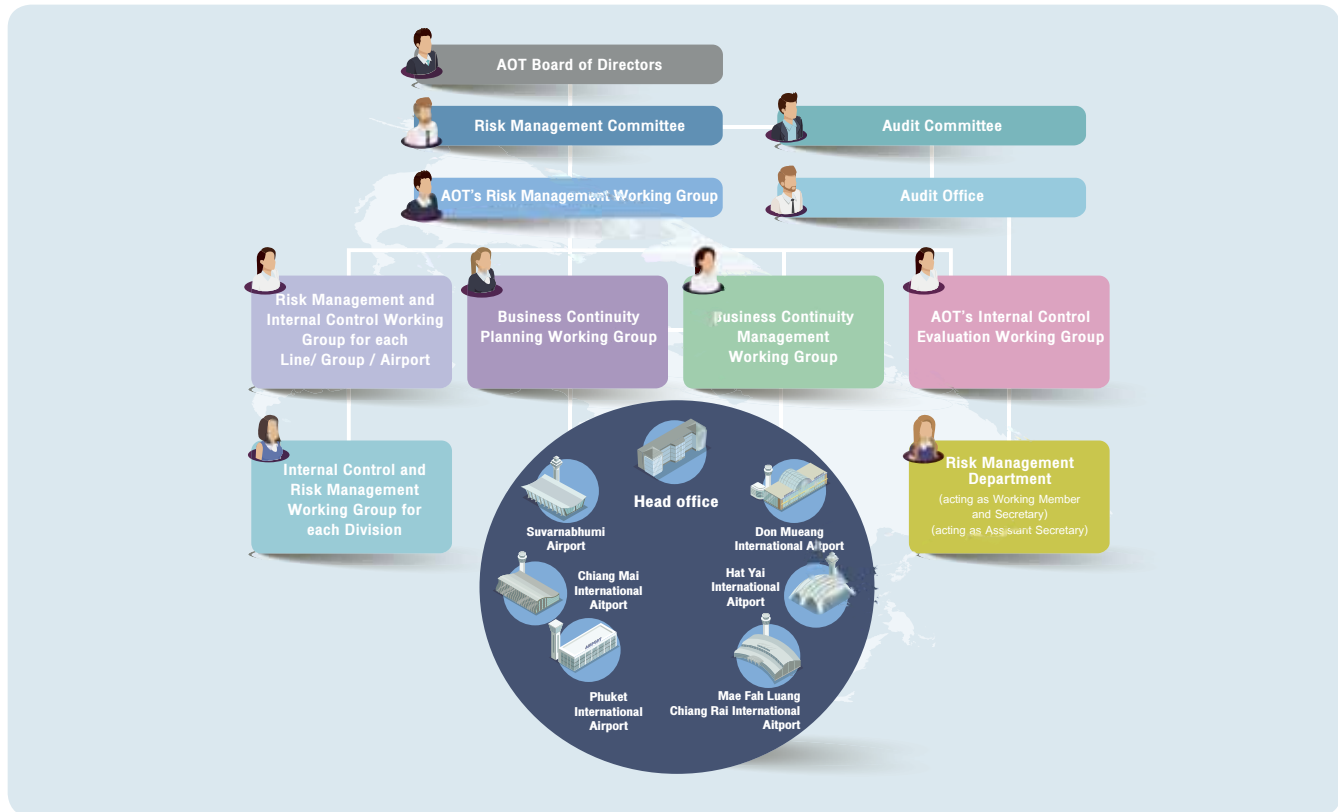 AOT Board of Directors
Risk Management Committee
Audit Committee
AOT's Risk Management Working Group
Audit Office
Risk Management and
Internal Control Working
Group for each
Line/ Group / Airport
Business Continuity
Planning Working Group
Business Continuity
Management
Working Group
AOT's Internal Control
Evaluation Working Group
Internal Control and
Risk Management
Working Group for
each Division
Head office
Suvarnabhumi
Airport
Don Mueang
International Airport
Chiang Mai
International
Aitport
Hat Yai
International
Aitport
Phuket
International
Airport
Mae Fah Luang
Chiang Rai International
Aitport
Risk Management
Department
(acting as Working Member
and Secretary)
(acting as Assistant Secretary)
AIRPORT